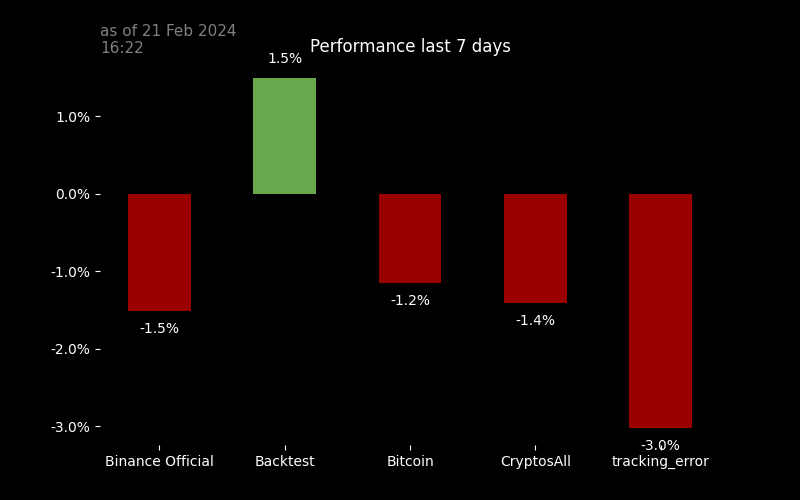 as of 21 Feb 2024
16:22
Performance last 7 days
1.5%
1.0%
0.0%
-1.0%
-2.0%
-3.0%
-1.5%
-1.2%
-1.4%
-3.0%
Binance Official
Backtest
Bitcoin
CryptosAll
tracking_error